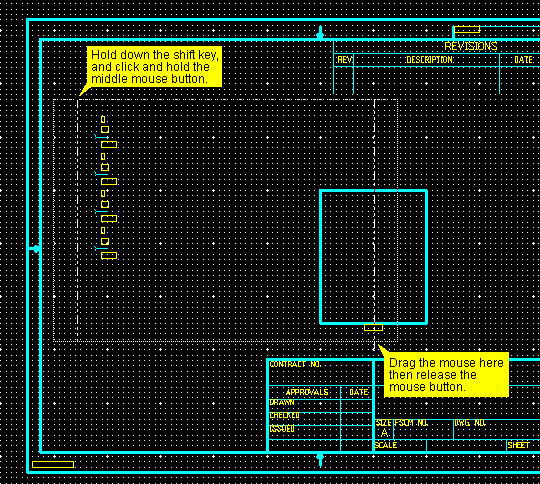 REVISIONS
REV DESCRIPTION DATE
Hold down the shift key,
and click and hold the
middle mouse button.
Drag the mouse here
then release the
mouse button.
CONTRACT NO.
APPROVALS DATE
DRAWN
CHECKED
ISSUED
SIZE FSCM NO. DWG NO.
A
SCALE SHEET